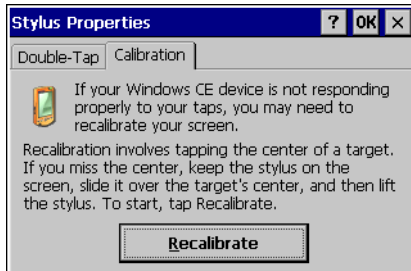 Stylus Properties ? OK ×
Double-Tap Calibration
If your Windows CE device is not responding
properly to your taps, you may need to
recalibrate your screen.
Recalibration involves tapping the center of a target.
If you miss the center, keep the stylus on the
screen, slide it over the target's center, and then lift
the stylus. To start, tap Recalibrate.
Recalibrate